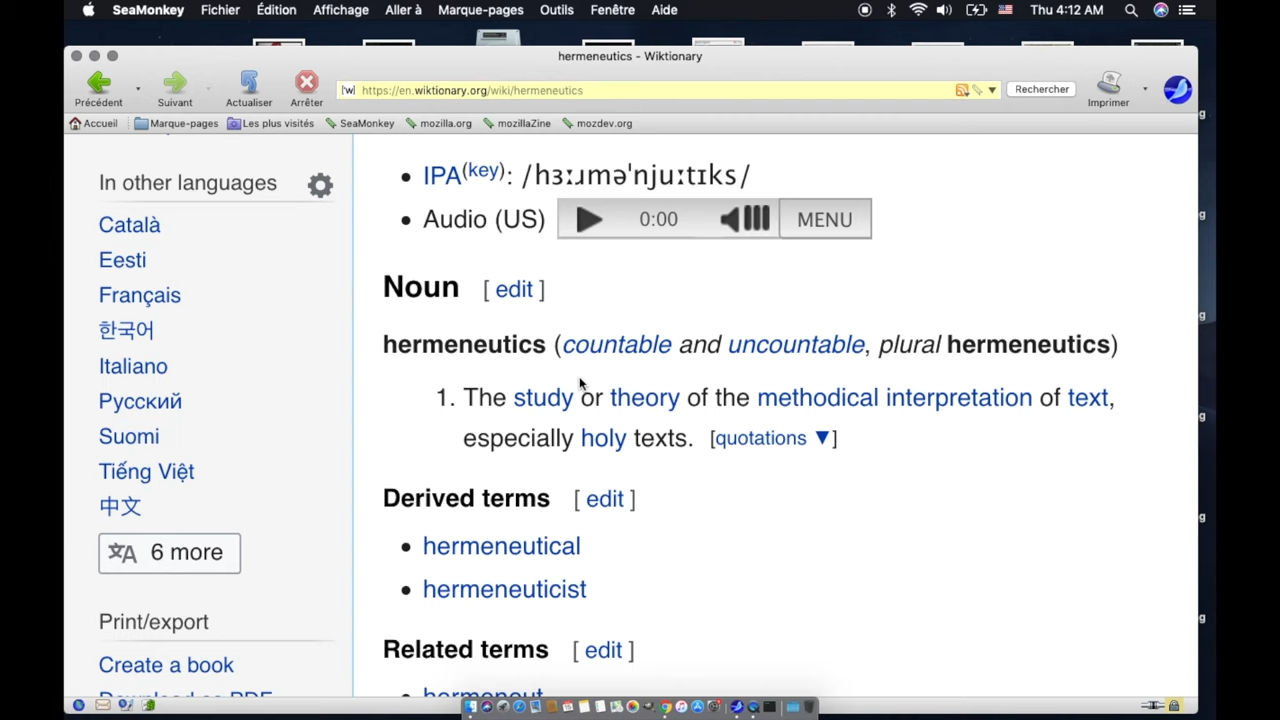 SeaMonkey Fichier Édition Affichage Aller à Marque-pages Outils Fenêtre Aide Thu 4:12 AM
hermeneutics - Wiktionary
Précédent Suivant Actualiser Arrêter https://en.wiktionary.org/wiki/hermeneutics Rechercher Imprimer
Accueil Marque-pages Les plus visités SeaMonkey mozilla.org mozillaZine mozdev.org
In other languages
Català
Eesti
Français
한국어
Italiano
Русский
Suomi
Tiếng Việt
中文
6 more
Print/export
Create a book
Download as PDF
• IPA(key): /hɜːɹməˈnjuːtɪks/
• Audio (US) 0:00 MENU
Noun [ edit ]
hermeneutics (countable and uncountable, plural hermeneutics)
1. The study or theory of the methodical interpretation of text,
especially holy texts. [quotations ▼]
Derived terms [ edit ]
• hermeneutical
• hermeneuticist
Related terms [ edit ]
• hermeneut